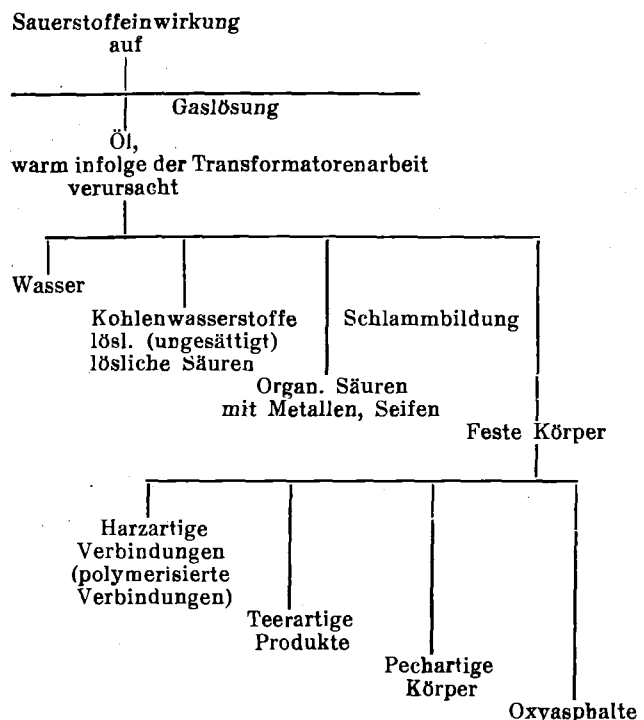 Sauerstoffeinwirkung
auf
Gaslösung
Öl,
warm infolge der Transformatorenarbeit
verursacht
Wasser
Kohlenwasserstoffe
lösl. (ungesättigt)
lösliche Säuren
Schlammbildung
Organ. Säuren
mit Metallen, Seifen
Feste Körper
Harzartige
Verbindungen
(polymerisierte
Verbindungen)
Teerartige
Produkte
Pechartige
Körper
Oxyasphalte